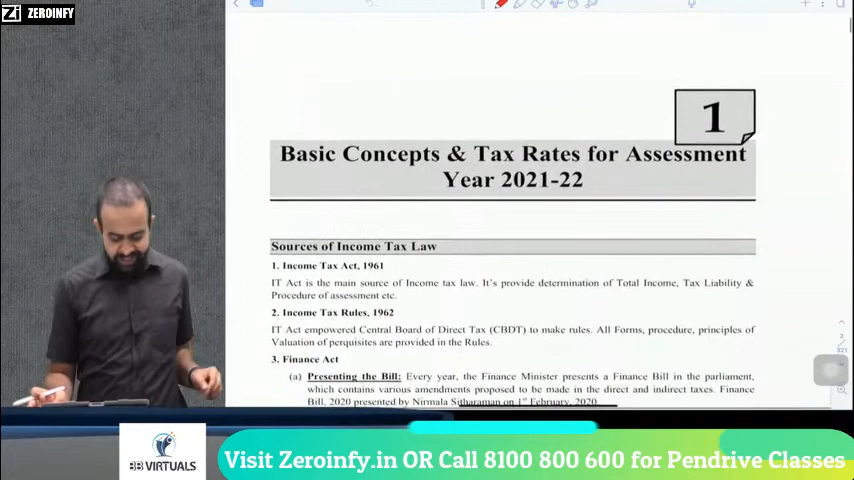 Zi ZEROINFY
1
Basic Concepts & Tax Rates for Assessment
Year 2021-22
Sources of Income Tax Law
1. Income Tax Act, 1961
IT Act is the main source of Income tax law. It's provide determination of Total Income, Tax Liability &
Procedure of assessment etc.
2. Income Tax Rules, 1962
IT Act empowered Central Board of Direct Tax (CBDT) to make rules. All Forms, procedure, principles of
Valuation of perquisites are provided in the Rules.
3. Finance Act
(a) Presenting the Bill: Every year, the Finance Minister presents a Finance Bill in the parliament,
which contains various amendments proposed to be made in the direct and indirect taxes. Finance
Bill, 2020 presented by Nirmala Sitharaman on 1st February, 2020
BB VIRTUALS
Visit Zeroinfy.in OR Call 8100 800 600 for Pendrive Classes